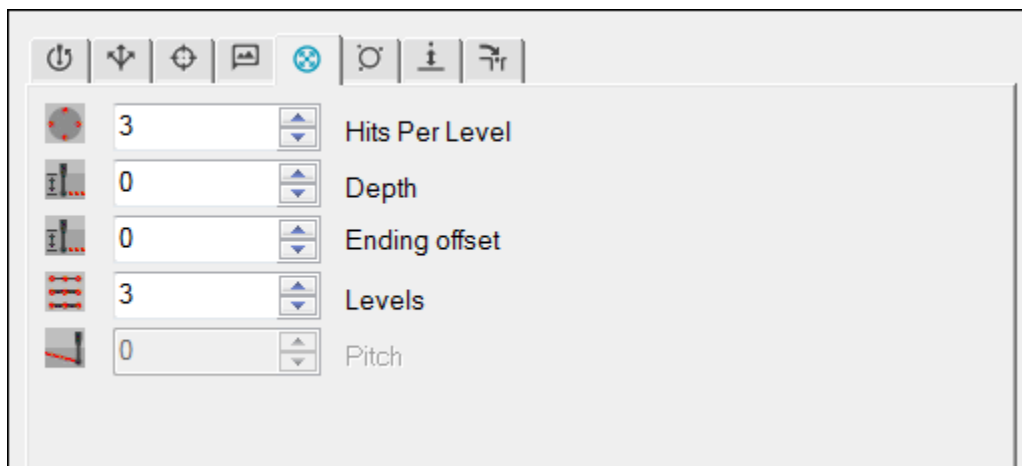 3 Hits Per Level
0 Depth
0 Ending offset
3 Levels
0 Pitch